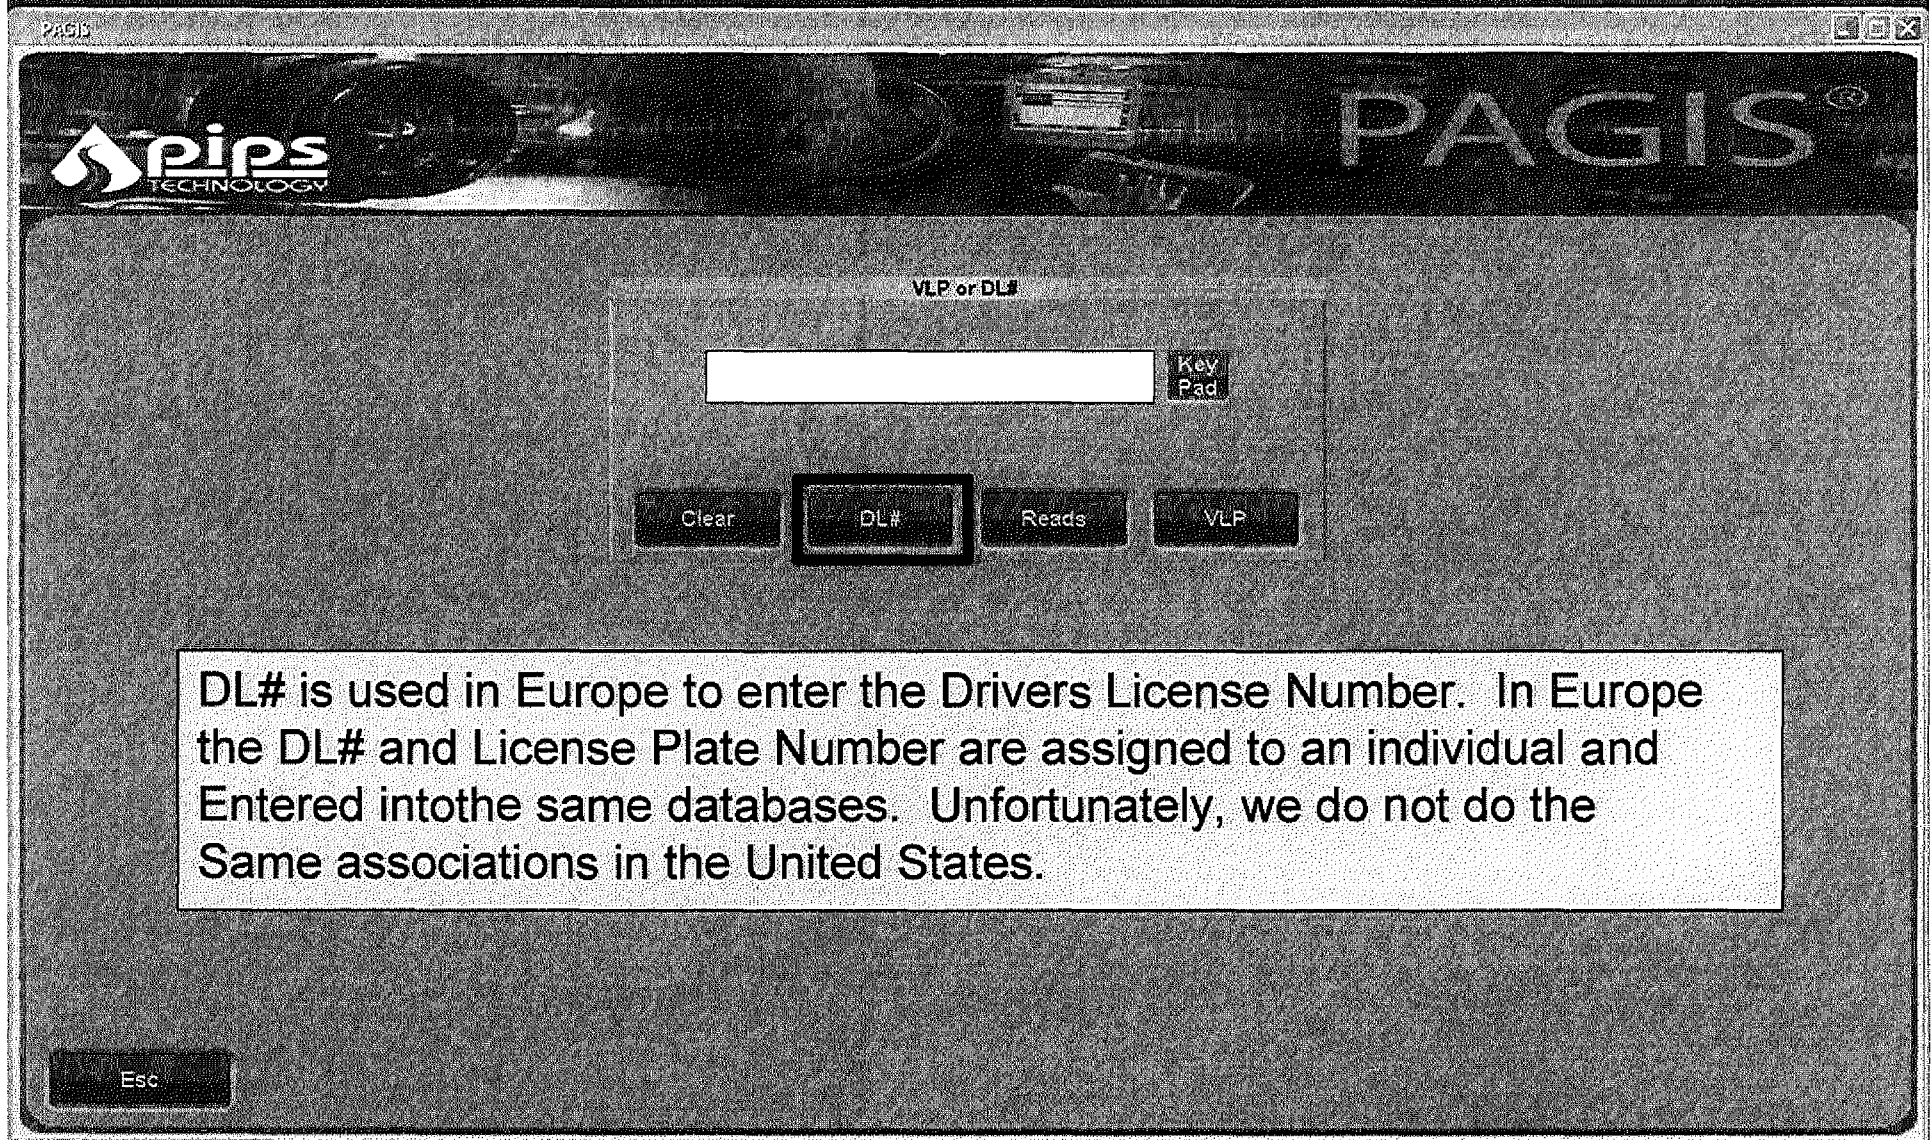 PAGIS
pips
TECHNOLOGY
PAGIS®
VLP or DL#
Key
Pad
Clear
DL#
Reads
VLP
DL# is used in Europe to enter the Drivers License Number.  In Europe
the DL# and License Plate Number are assigned to an individual and
Entered intothe same databases.  Unfortunately, we do not do the
Same associations in the United States.
Esc